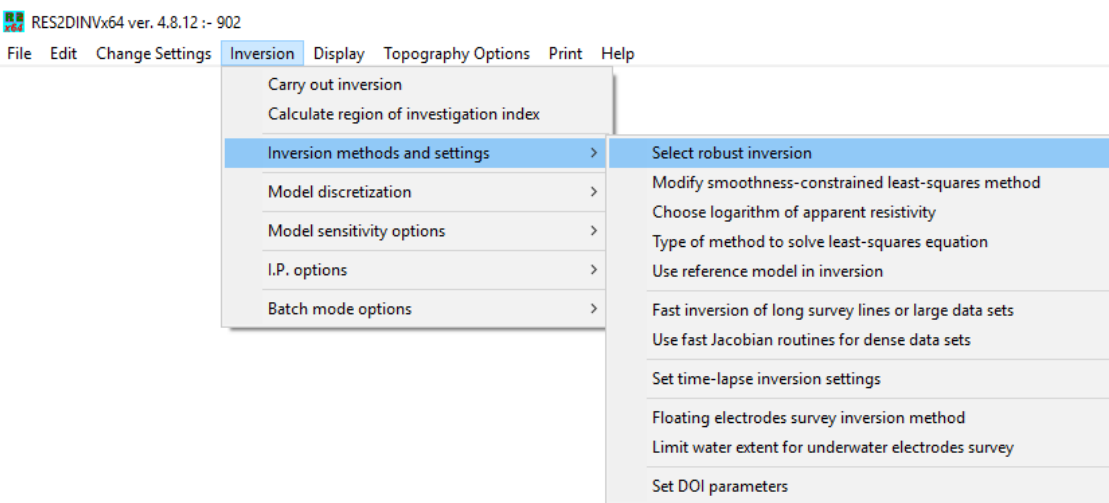 RES2DINVx64 ver. 4.8.12 :- 902
File Edit Change Settings Inversion Display Topography Options Print Help
Carry out inversion
Calculate region of investigation index
Inversion methods and settings >
Model discretization >
Model sensitivity options >
I.P. options >
Batch mode options >
Select robust inversion
Modify smoothness-constrained least-squares method
Choose logarithm of apparent resistivity
Type of method to solve least-squares equation
Use reference model in inversion
Fast inversion of long survey lines or large data sets
Use fast Jacobian routines for dense data sets
Set time-lapse inversion settings
Floating electrodes survey inversion method
Limit water extent for underwater electrodes survey
Set DOI parameters